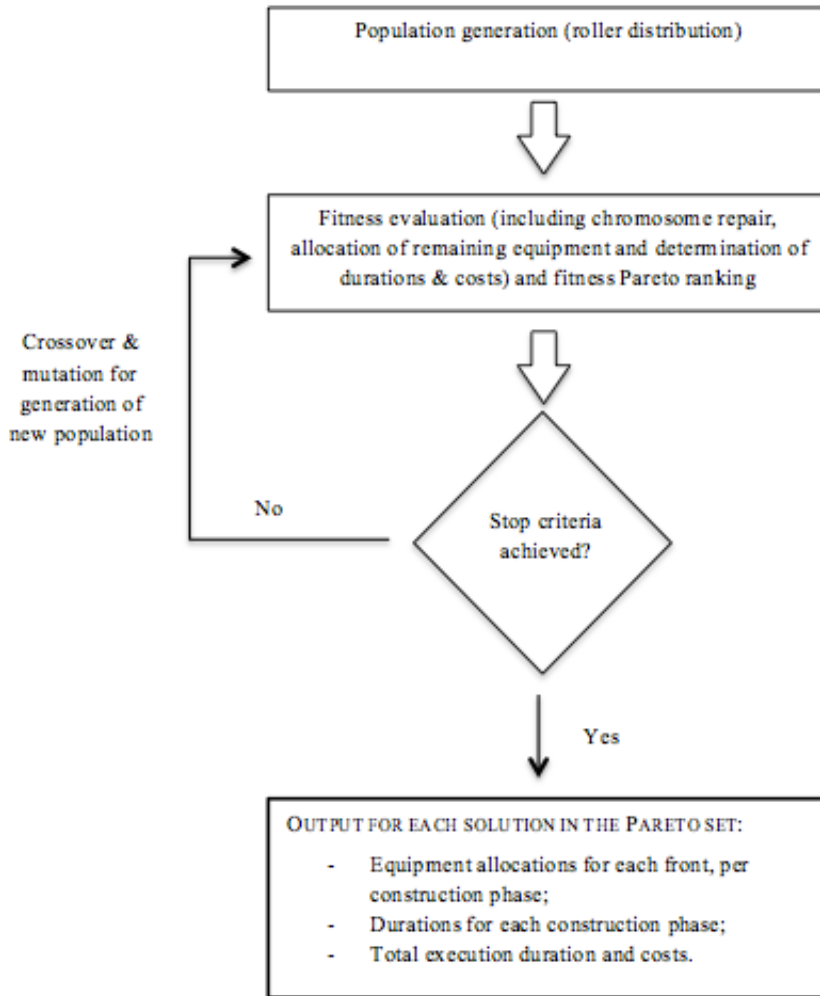 Population generation (roller distribution)
Fitness evaluation (including chromosome repair,
allocation of remaining equipment and determination of
durations & costs) and fitness Pareto ranking
Crossover &
mutation for
generation of
new population
No
Stop criteria
achieved?
Yes
OUTPUT FOR EACH SOLUTION IN THE PARETO SET:
- Equipment allocations for each front, per
construction phase;
- Durations for each construction phase;
- Total execution duration and costs.